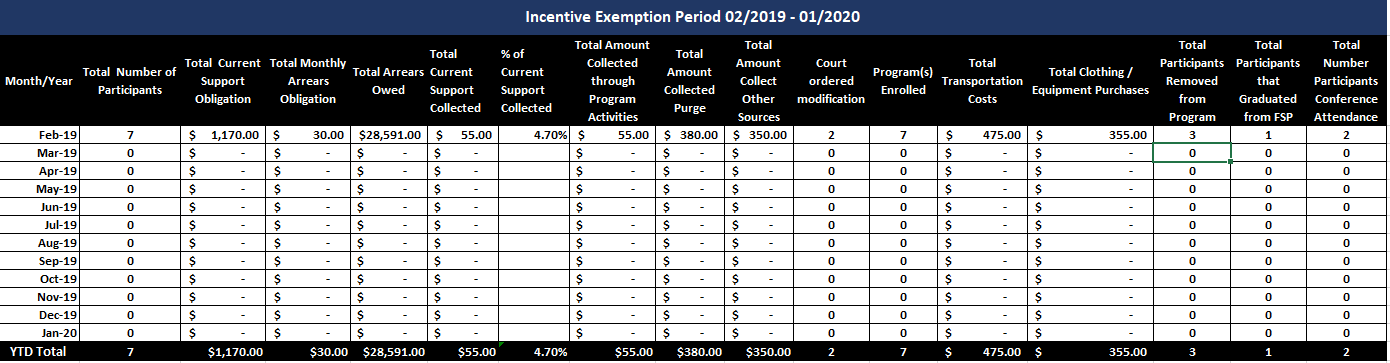 Incentive Exemption Period 02/2019 - 01/2020
Month/Year Total Number of Participants Total Current Support Obligation Total Monthly Arrears Obligation Total Arrears Owed Total Current Support Collected % of Current Support Collected Total Amount Collected through Program Activities Total Amount Collected Purge Total Amount Collect Other Sources Court ordered modification Program(s) Enrolled Total Transportation Costs Total Clothing / Equipment Purchases Total Participants Removed from Program Total Participants that Graduated from FSP Total Number Participants Conference Attendance
Feb-19 7 $ 1,170.00 $ 30.00 $28,591.00 $ 55.00 4.70% $ 55.00 $ 380.00 $ 350.00 2 7 $ 475.00 $ 355.00 3 1 2
Mar-19 0 $ - $ - $ - $ - $ - $ - $ - 0 0 $ - $ - 0 0 0
Apr-19 0 $ - $ - $ - $ - $ - $ - $ - 0 0 $ - $ - 0 0 0
May-19 0 $ - $ - $ - $ - $ - $ - $ - 0 0 $ - $ - 0 0 0
Jun-19 0 $ - $ - $ - $ - $ - $ - $ - 0 0 $ - $ - 0 0 0
Jul-19 0 $ - $ - $ - $ - $ - $ - $ - 0 0 $ - $ - 0 0 0
Aug-19 0 $ - $ - $ - $ - $ - $ - $ - 0 0 $ - $ - 0 0 0
Sep-19 0 $ - $ - $ - $ - $ - $ - $ - 0 0 $ - $ - 0 0 0
Oct-19 0 $ - $ - $ - $ - $ - $ - $ - 0 0 $ - $ - 0 0 0
Nov-19 0 $ - $ - $ - $ - $ - $ - $ - 0 0 $ - $ - 0 0 0
Dec-19 0 $ - $ - $ - $ - $ - $ - $ - 0 0 $ - $ - 0 0 0
Jan-20 0 $ - $ - $ - $ - $ - $ - $ - 0 0 $ - $ - 0 0 0
YTD Total 7 $1,170.00 $30.00 $28,591.00 $55.00 4.70% $55.00 $380.00 $350.00 2 7 $ 475.00 $ 355.00 3 1 2